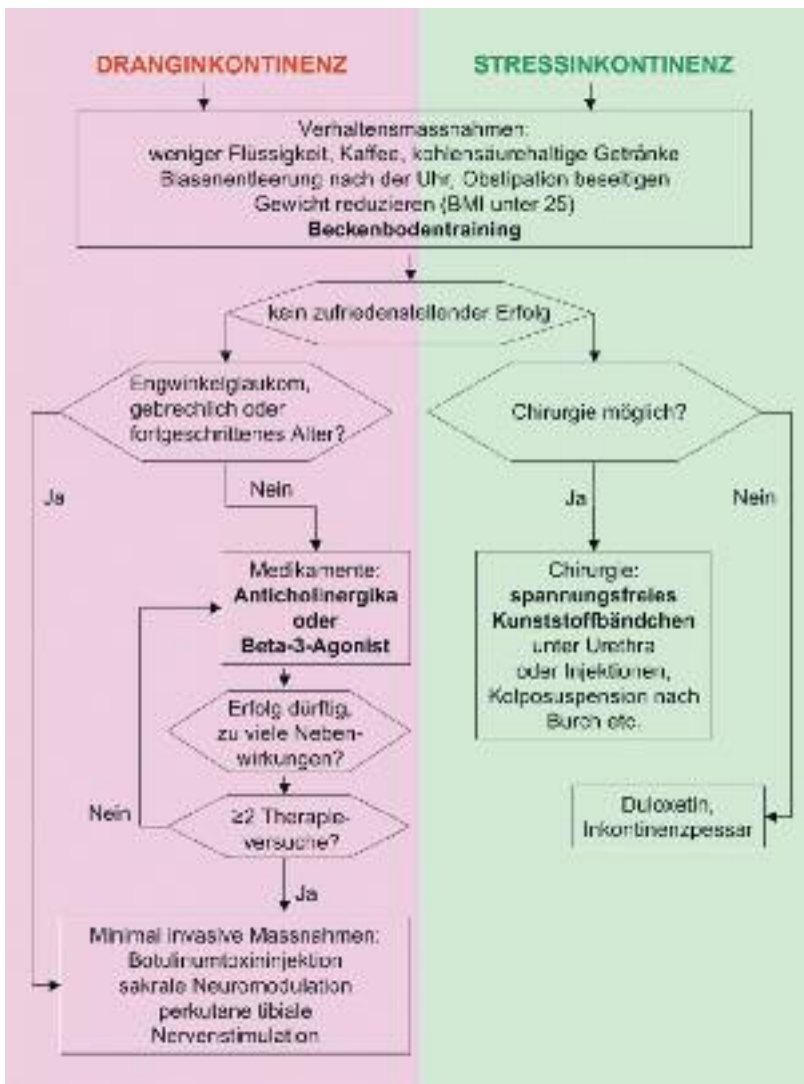 DRANGINKONTINENZ
STRESSINKONTINENZ
Verhaltensmassnahmen:
weniger Flüssigkeit, Kaffee, kohlensäurehaltige Getränke
Blasenentleerung nach der Uhr, Obstipation beseitigen
Gewicht reduzieren (BMI unter 25)
Beckenbodentraining
kein zufriedenstellender Erfolg
Engwinkelglaukom,
gebrechlich oder
fortgeschrittenes Alter?
Ja
Nein
Medikamente:
Anticholinergika
oder
Beta-3-Agonist
Erfolg dürftig,
zu viele Neben-
wirkungen?
Nein
≥2 Therapie-
versuche?
Ja
Minimal invasive Massnahmen:
Botulinumtoxininjektion
sakrale Neuromodulation
perkutane tibiale
Nervenstimulation
Chirurgie möglich?
Ja
Nein
Chirurgie:
spannungsfreies
Kunststoffbändchen
unter Urethra
oder Injektionen,
Kolposuspension nach
Burch etc.
Duloxetin,
Inkontinenzpessar